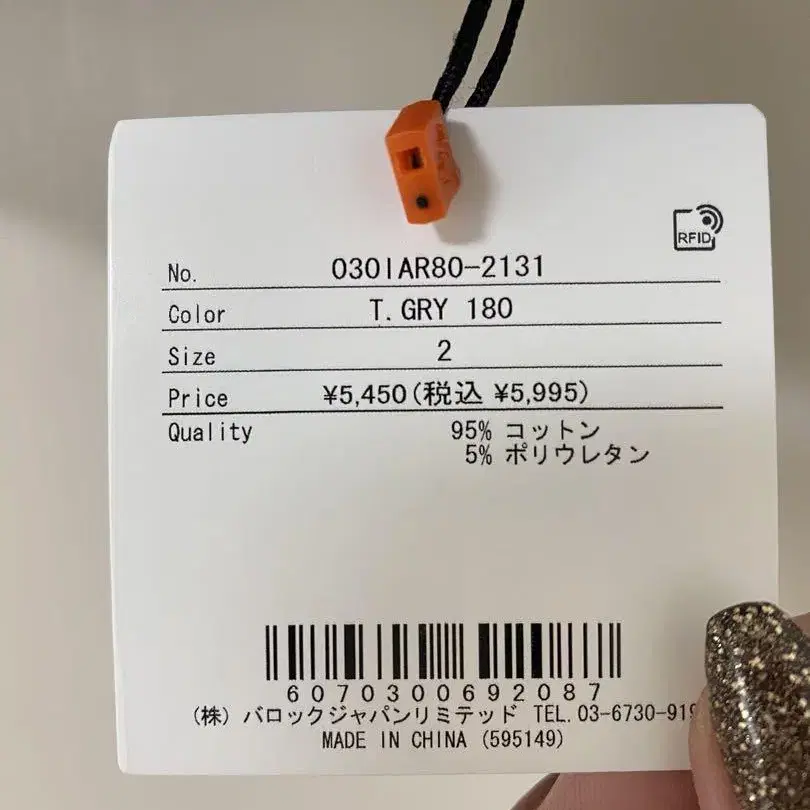 RFID
No. 030IAR80-2131
Color T.GRY 180
Size 2
Price ¥5,450(税込 ¥5,995)
Quality 95% コットン
5% ポリウレタン
6070300692087
(株) バロックジャパンリミテッド TEL.03-6730-919
MADE IN CHINA (595149)